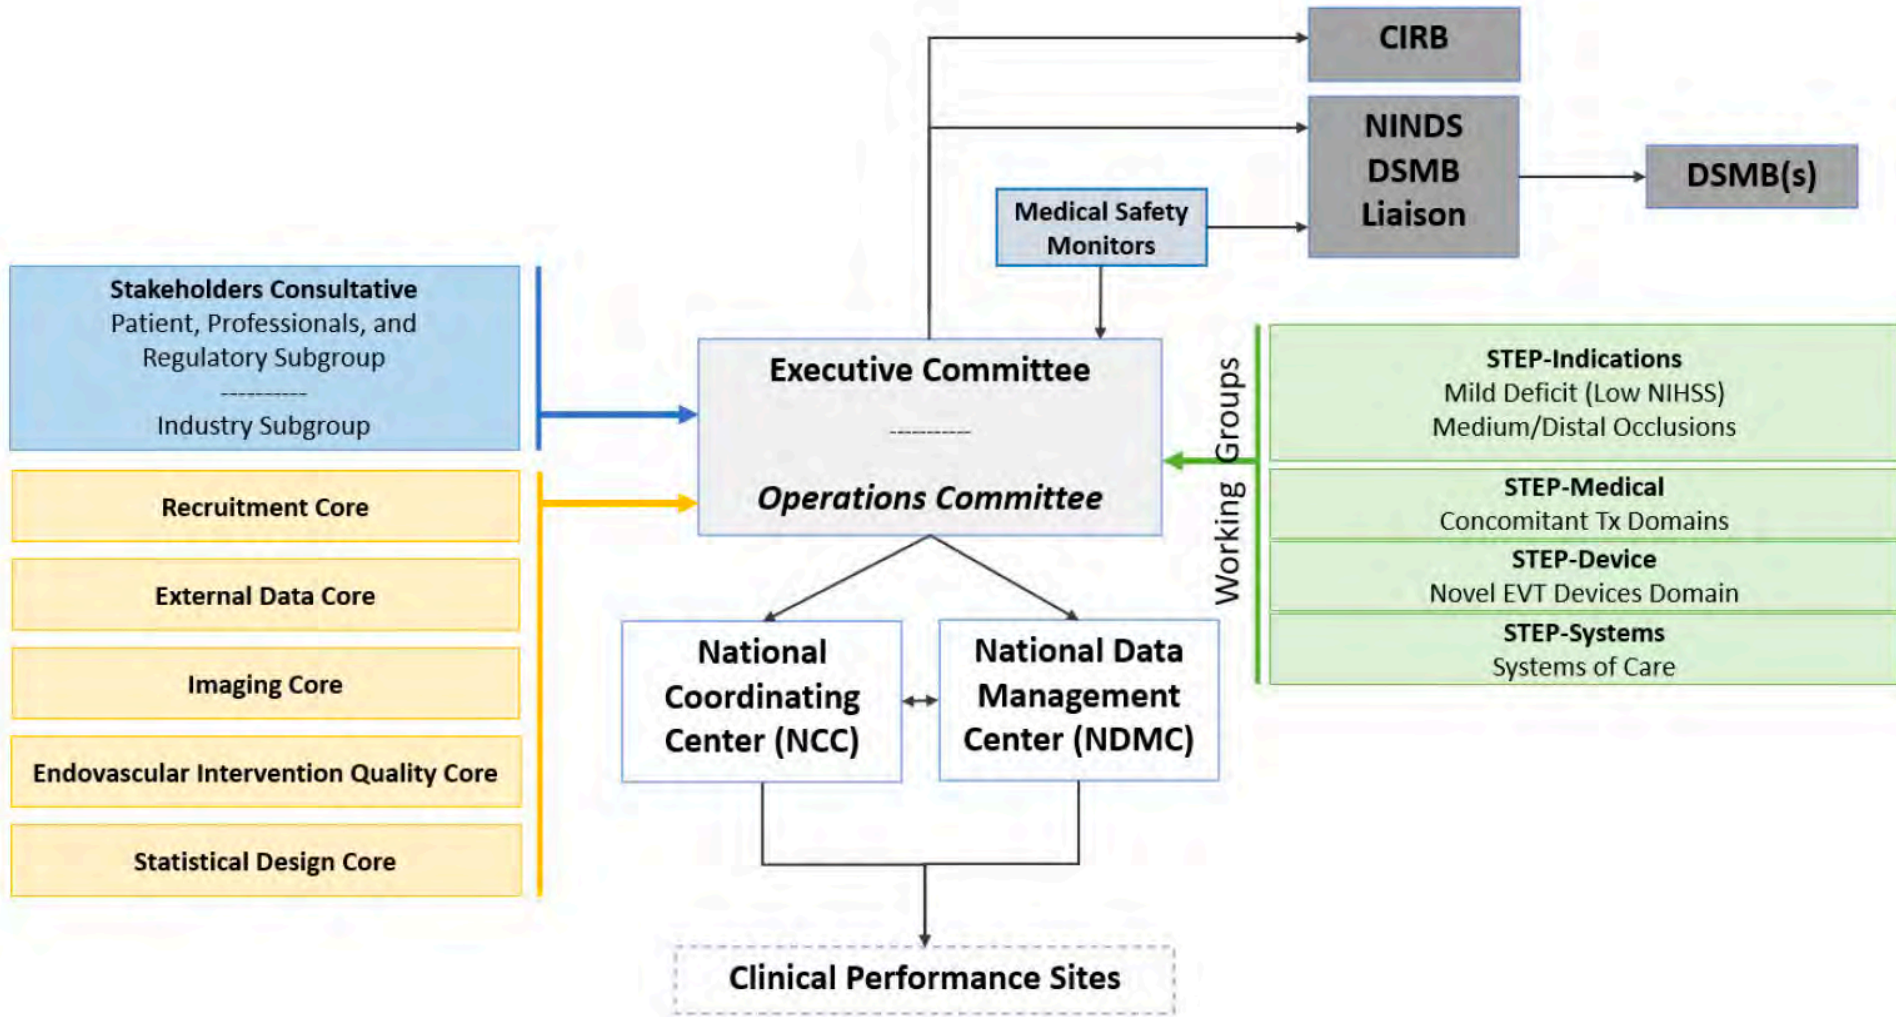 CIRB
NINDS
DSMB
Liaison
DSMB(s)
Medical Safety
Monitors
Stakeholders Consultative
Patient, Professionals, and
Regulatory Subgroup
----------
Industry Subgroup
Recruitment Core
External Data Core
Imaging Core
Endovascular Intervention Quality Core
Statistical Design Core
Executive Committee
----------
Operations Committee
Working Groups
STEP-Indications
Mild Deficit (Low NIHSS)
Medium/Distal Occlusions
STEP-Medical
Concomitant Tx Domains
STEP-Device
Novel EVT Devices Domain
STEP-Systems
Systems of Care
National
Coordinating
Center (NCC)
National Data
Management
Center (NDMC)
Clinical Performance Sites